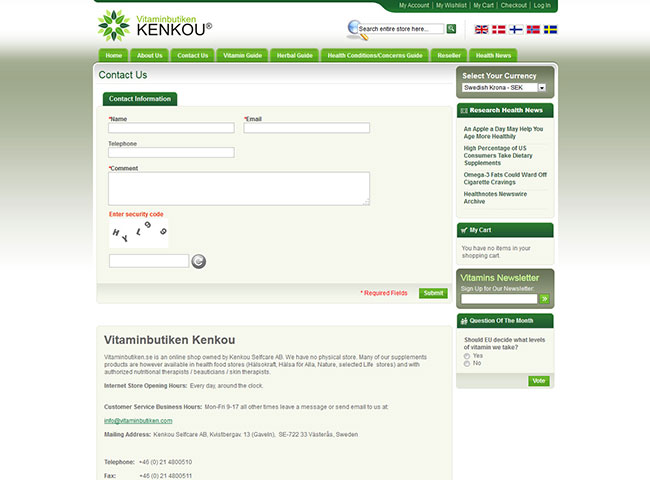 My Account | My Wishlist | My Cart | Checkout | Log In
Vitaminbutiken
KENKOU®
Search entire store here...
Home
About Us
Contact Us
Vitamin Guide
Herbal Guide
Health Conditions/Concerns Guide
Reseller
Health News
Contact Us
Contact Information
*Name
*Email
Telephone
*Comment
Enter security code
* Required Fields
Submit
Vitaminbutiken Kenkou
Vitaminbutiken.se is an online shop owned by Kenkou Selfcare AB. We have no physical store. Many of our supplements
products are however available in health food stores (Hälsokraft, Hälsa för Alla, Nature, selected Life stores) and with
authorized nutritional therapists / beauticians / skin therapists.
Internet Store Opening Hours: Every day, around the clock.
Customer Service Business Hours: Mon-Fri 9-17 all other times leave a message or send email to us at:
info@vitaminbutiken.com
Mailing Address: Kenkou Selfcare AB, Kvistbergav. 13 (Gaveln), SE-722 33 Västerås, Sweden
Telephone: +46 (0) 21 4800510
Fax: +46 (0) 21 4800511
Select Your Currency
Swedish Krona - SEK
Research Health News
An Apple a Day May Help You
Age More Healthily
High Percentage of US
Consumers Take Dietary
Supplements
Omega-3 Fats Could Ward Off
Cigarette Cravings
Healthnotes Newswire
Archive
My Cart
You have no items in your
shopping cart.
Vitamins Newsletter
Sign Up for Our Newsletter:
Question Of The Month
Should EU decide what levels
of vitamin we take?
Yes
No
Vote